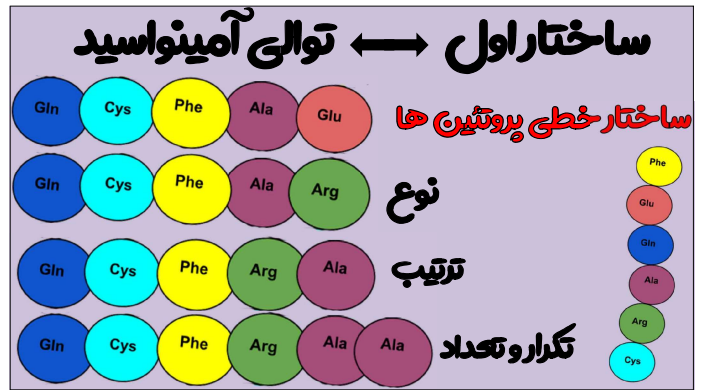 ساختار اول ↔ توالی آمینواسید
ساختار خطی پروتئین ها
Gln Cys Phe Ala Glu
Gln Cys Phe Ala Arg
نوع
Gln Cys Phe Arg Ala
ترتیب
Gln Cys Phe Arg Ala Ala
تکرار و تعداد
Phe
Glu
Gln
Ala
Arg
Cys